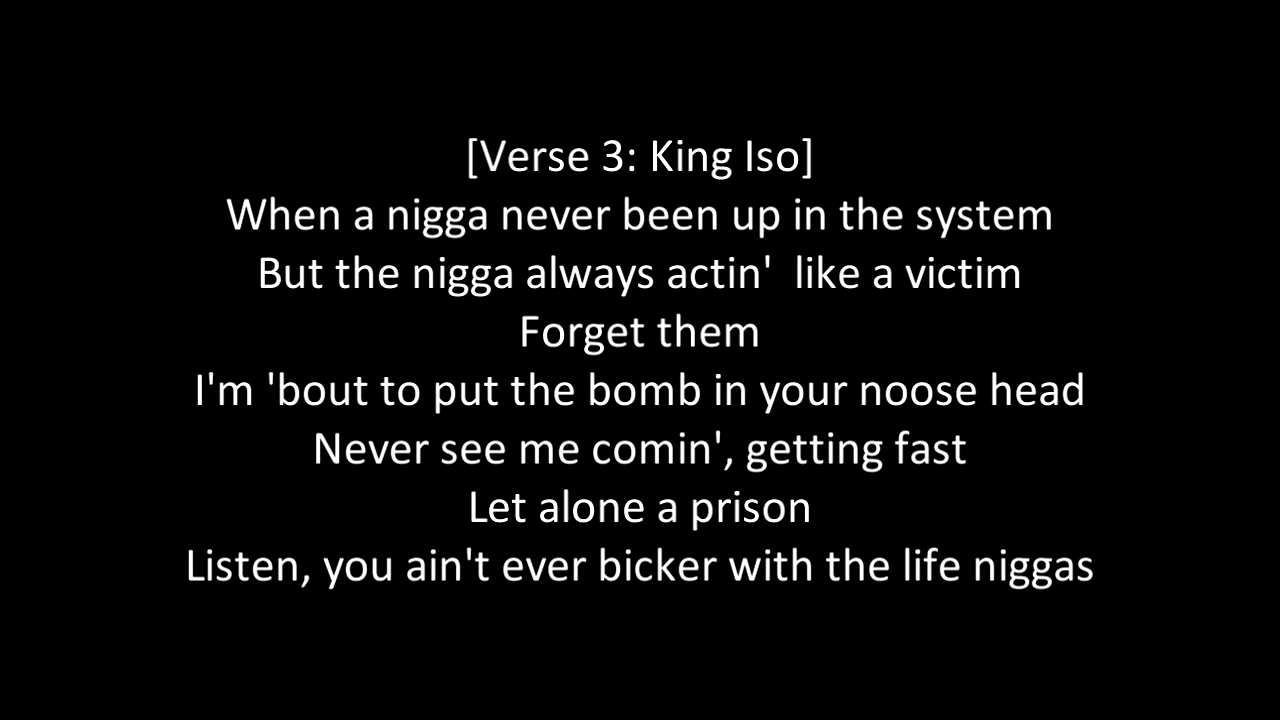 [Verse 3: King Iso]
When a nigga never been up in the system
But the nigga always actin'  like a victim
Forget them
I'm 'bout to put the bomb in your noose head
Never see me comin', getting fast
Let alone a prison
Listen, you ain't ever bicker with the life niggas